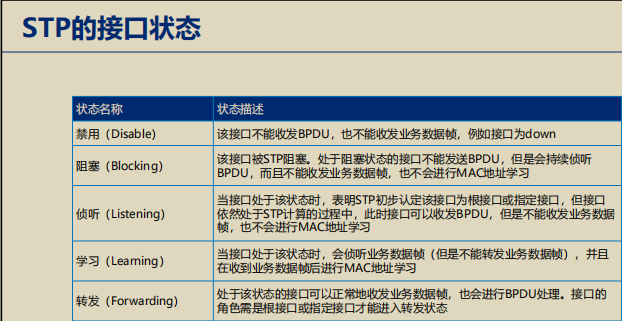 STP的接口状态
状态名称
状态描述
禁用（Disable）
该接口不能收发BPDU，也不能收发业务数据帧，例如接口为down
阻塞（Blocking）
该接口被STP阻塞。处于阻塞状态的接口不能发送BPDU，但是会持续侦听
BPDU，而且不能收发业务数据帧，也不会进行MAC地址学习
侦听（Listening）
当接口处于该状态时，表明STP初步认定该接口为根接口或指定接口，但接口
依然处于STP计算的过程中，此时接口可以收发BPDU，但是不能收发业务数据
帧，也不会进行MAC地址学习
学习（Learning）
当接口处于该状态时，会侦听业务数据帧（但是不能转发业务数据帧），并且
在收到业务数据帧后进行MAC地址学习
转发（Forwarding）
处于该状态的接口可以正常地收发业务数据帧，也会进行BPDU处理。接口的
角色需是根接口或指定接口才能进入转发状态